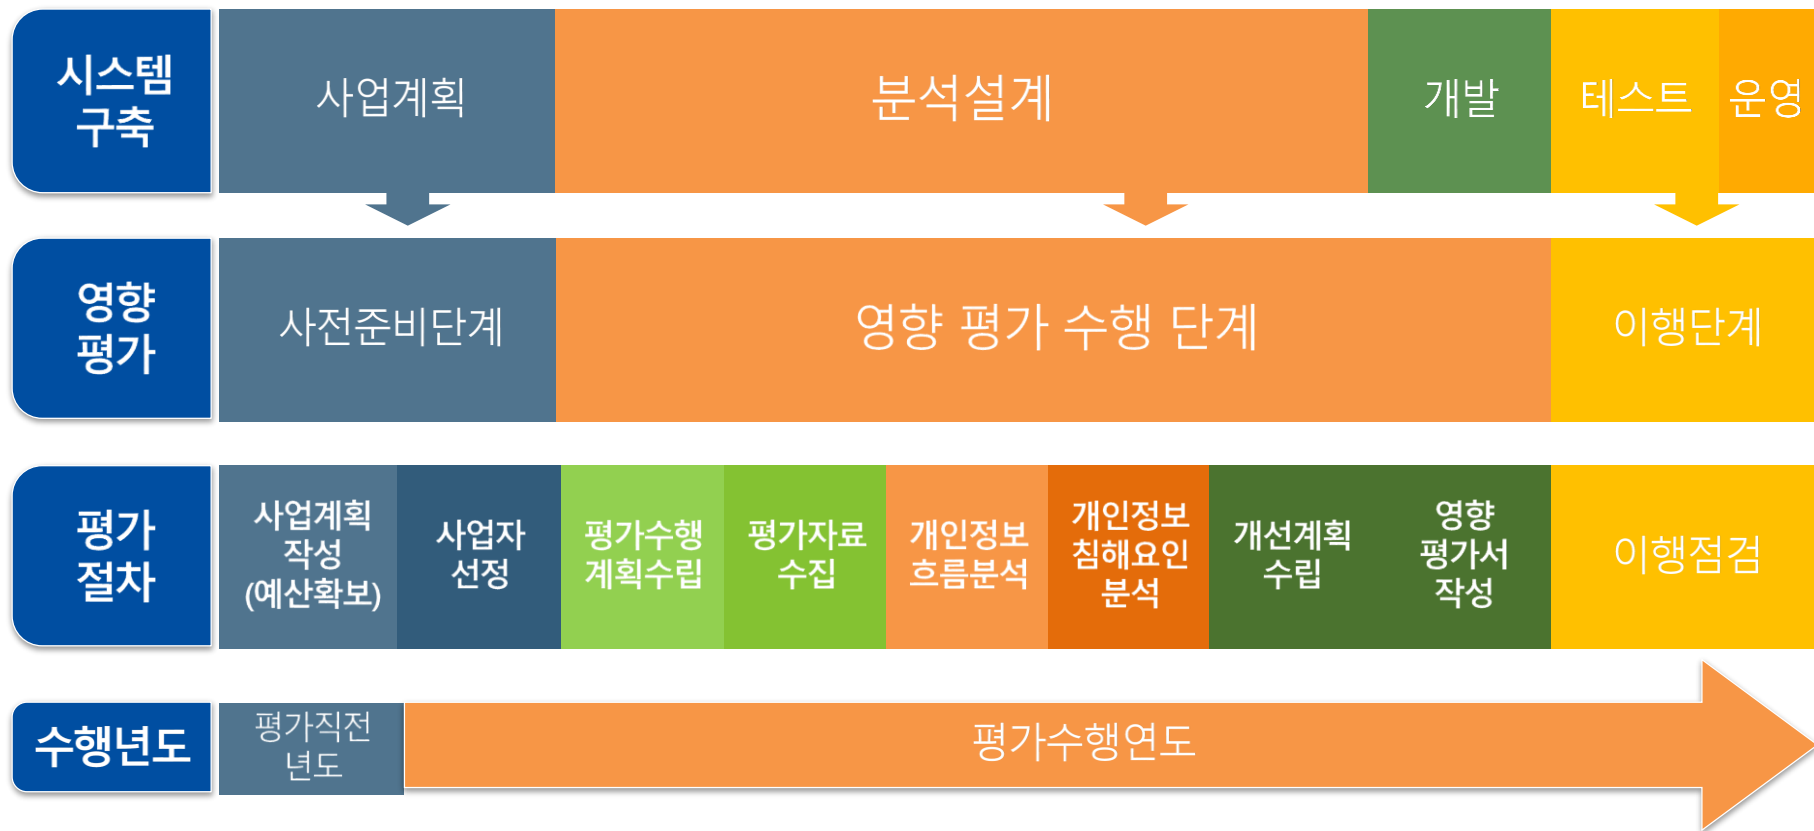 시스템
구축
사업계획
분석설계
개발
테스트
운영
영향
평가
사전준비단계
영향 평가 수행 단계
이행단계
평가
절차
사업계획
작성
(예산확보)
사업자
선정
평가수행
계획수립
평가자료
수집
개인정보
흐름분석
개인정보
침해요인
분석
개선계획
수립
영향
평가서
작성
이행점검
수행년도
평가직전
년도
평가수행연도